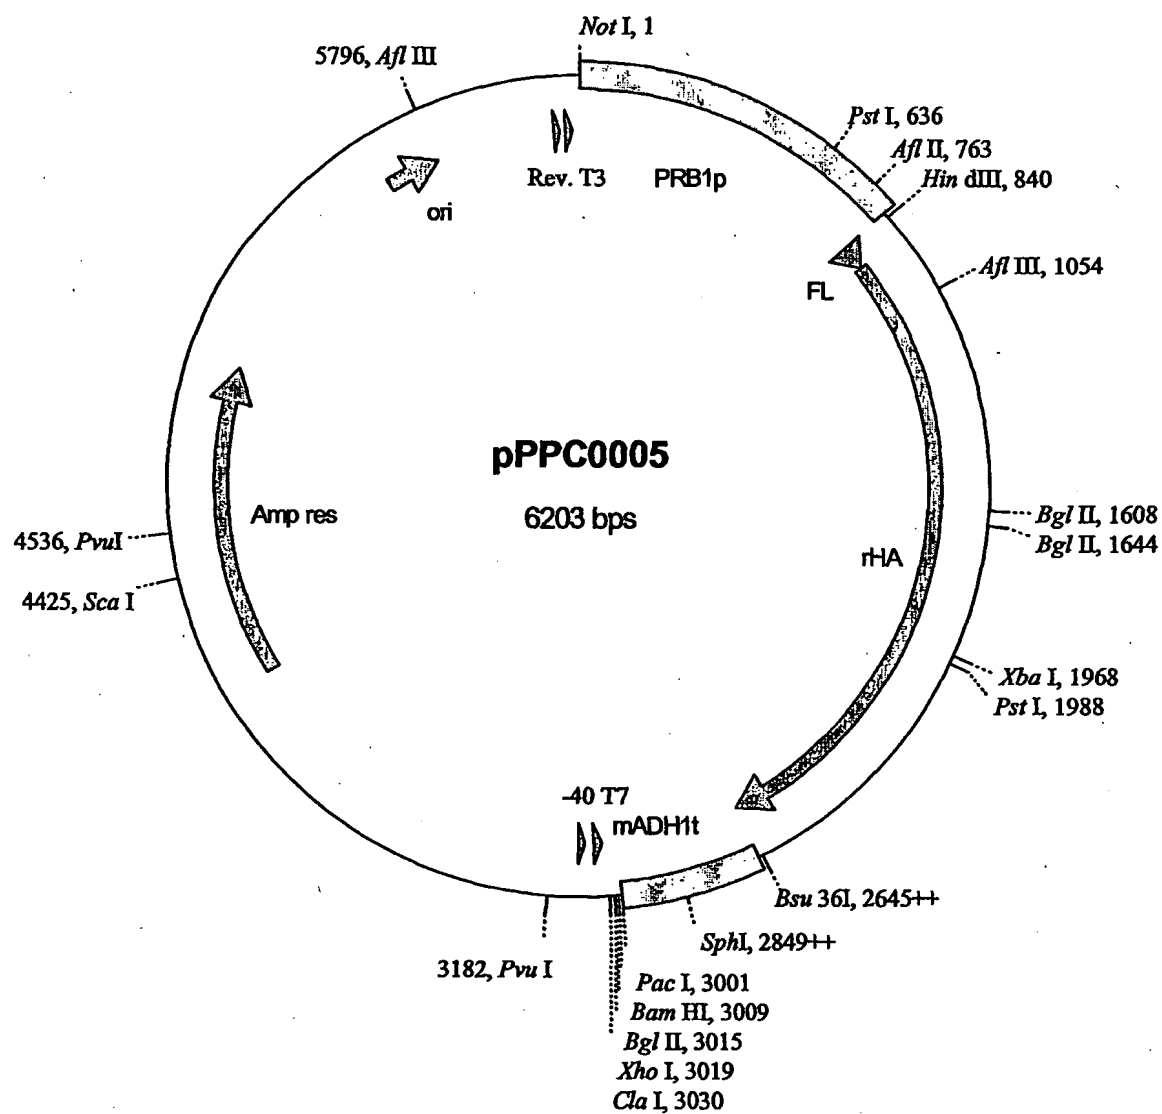 Not I, 1
5796, Afl III
Pst I, 636
Afl II, 763
Hin dIII, 840
Rev. T3
PRB1p
ori
Afl III, 1054
FL
pPPC0005
6203 bps
Amp res
Bgl II, 1608
Bgl II, 1644
4536, PvuI
4425, Sca I
rHA
Xba I, 1968
Pst I, 1988
-40 T7
mADH1t
Bsu 36I, 2645++
SphI, 2849++
3182, Pvu I
Pac I, 3001
Bam HI, 3009
Bgl II, 3015
Xho I, 3019
Cla I, 3030